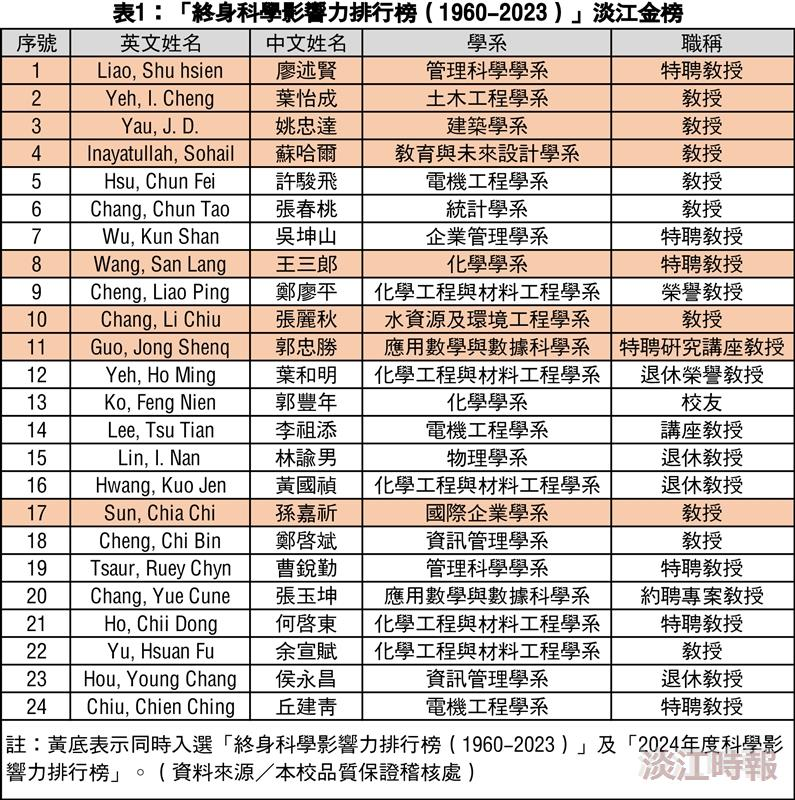 表1：「終身科學影響力排行榜（1960-2023）」淡江金榜
序號 英文姓名 中文姓名 學系 職稱
1 Liao, Shu hsien 廖述賢 管理科學學系 特聘教授
2 Yeh, I. Cheng 葉怡成 土木工程學系 教授
3 Yau, J. D. 姚忠達 建築學系 教授
4 Inayatullah, Sohail 蘇哈爾 教育與未來設計學系 教授
5 Hsu, Chun Fei 許駿飛 電機工程學系 教授
6 Chang, Chun Tao 張春桃 統計學系 教授
7 Wu, Kun Shan 吳坤山 企業管理學系 特聘教授
8 Wang, San Lang 王三郎 化學學系 特聘教授
9 Cheng, Liao Ping 鄭廖平 化學工程與材料工程學系 榮譽教授
10 Chang, Li Chiu 張麗秋 水資源及環境工程學系 教授
11 Guo, Jong Shenq 郭忠勝 應用數學與數據科學系 特聘研究講座教授
12 Yeh, Ho Ming 葉和明 化學工程與材料工程學系 退休榮譽教授
13 Ko, Feng Nien 郭豐年 化學學系 校友
14 Lee, Tsu Tian 李祖添 電機工程學系 講座教授
15 Lin, I. Nan 林諭男 物理學系 退休教授
16 Hwang, Kuo Jen 黃國禎 化學工程與材料工程學系 退休教授
17 Sun, Chia Chi 孫嘉祈 國際企業學系 教授
18 Cheng, Chi Bin 鄭啓斌 資訊管理學系 教授
19 Tsaur, Ruey Chyn 曹銳勤 管理科學學系 特聘教授
20 Chang, Yue Cune 張玉坤 應用數學與數據科學系 約聘專案教授
21 Ho, Chii Dong 何啓東 化學工程與材料工程學系 特聘教授
22 Yu, Hsuan Fu 余宣賦 化學工程與材料工程學系 教授
23 Hou, Young Chang 侯永昌 資訊管理學系 退休教授
24 Chiu, Chien Ching 丘建青 電機工程學系 特聘教授
註：黃底表示同時入選「終身科學影響力排行榜（1960-2023）」及「2024年度科學影
響力排行榜」。（資料來源／本校品質保證稽核處）
淡江時報